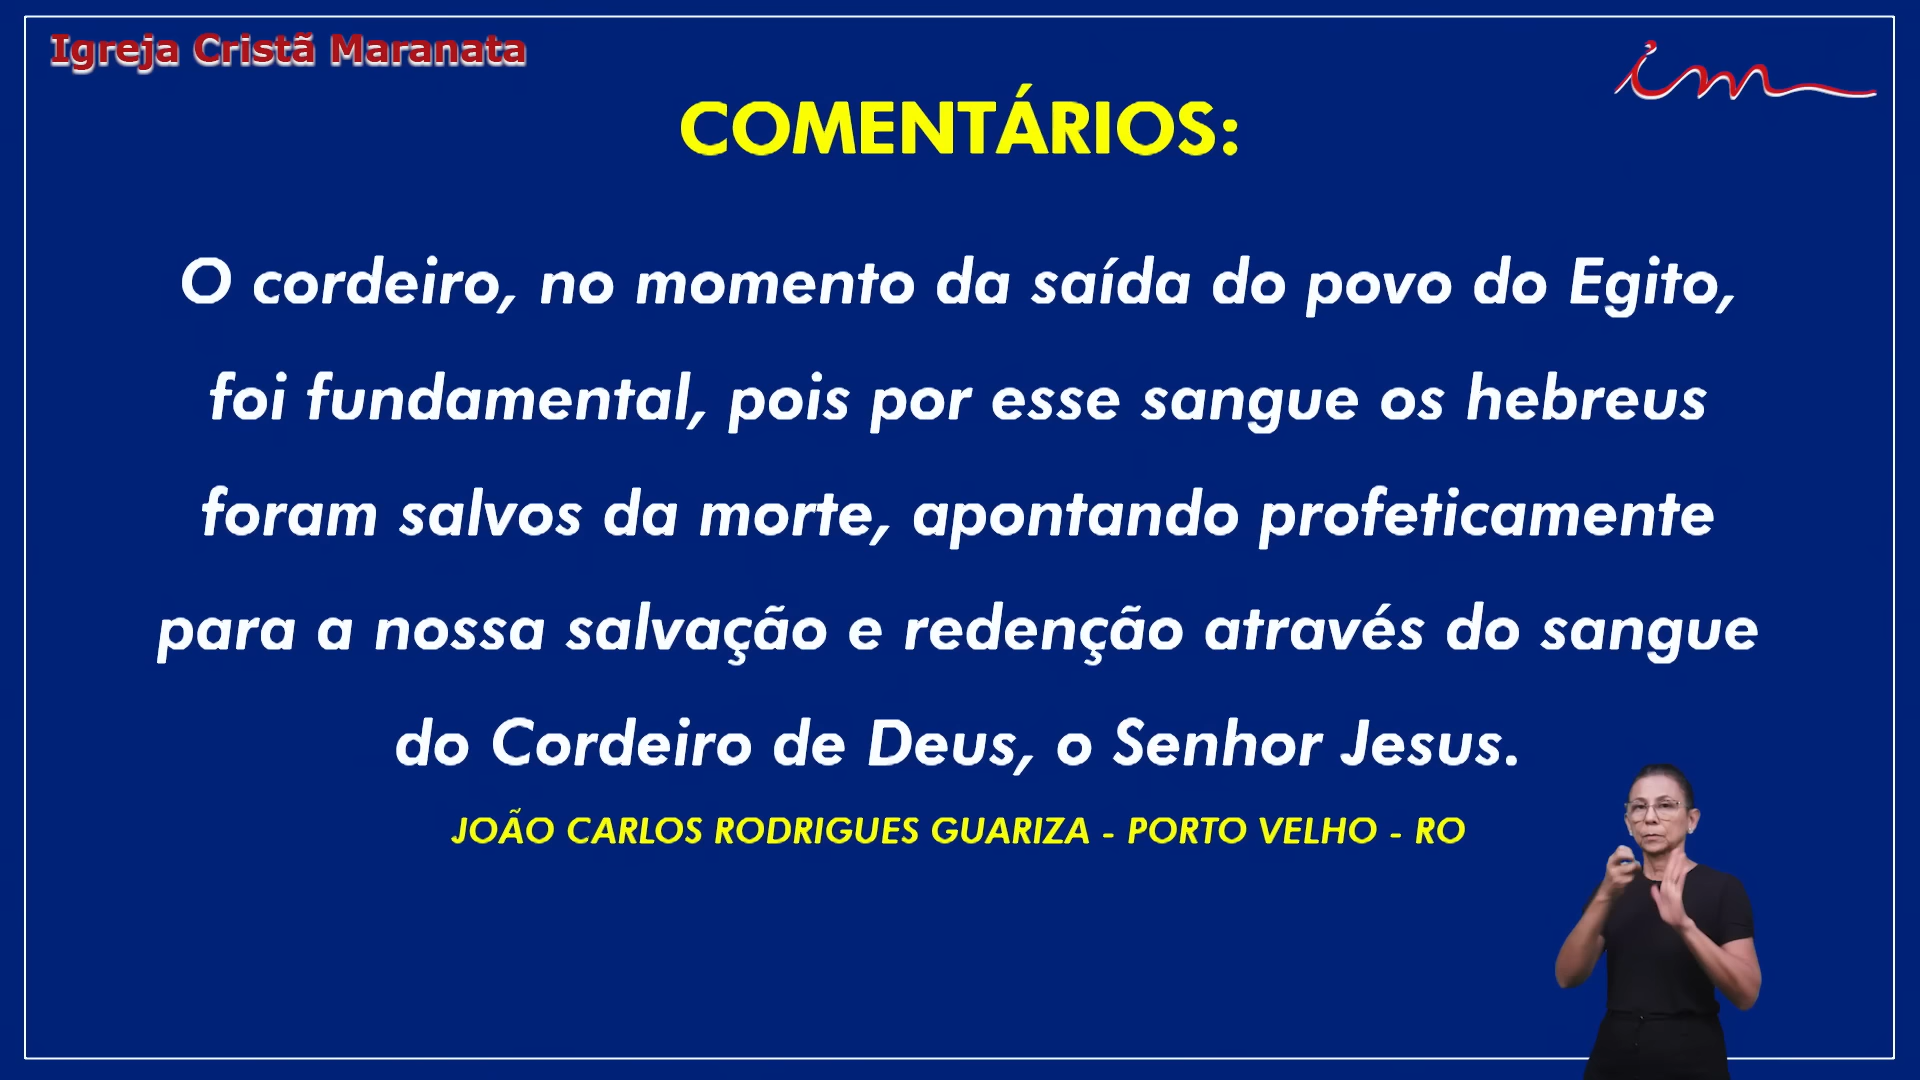 Igreja Cristã Maranata
im
COMENTÁRIOS:
O cordeiro, no momento da saída do povo do Egito,
foi fundamental, pois por esse sangue os hebreus
foram salvos da morte, apontando profeticamente
para a nossa salvação e redenção através do sangue
do Cordeiro de Deus, o Senhor Jesus.
JOÃO CARLOS RODRIGUES GUARIZA - PORTO VELHO - RO